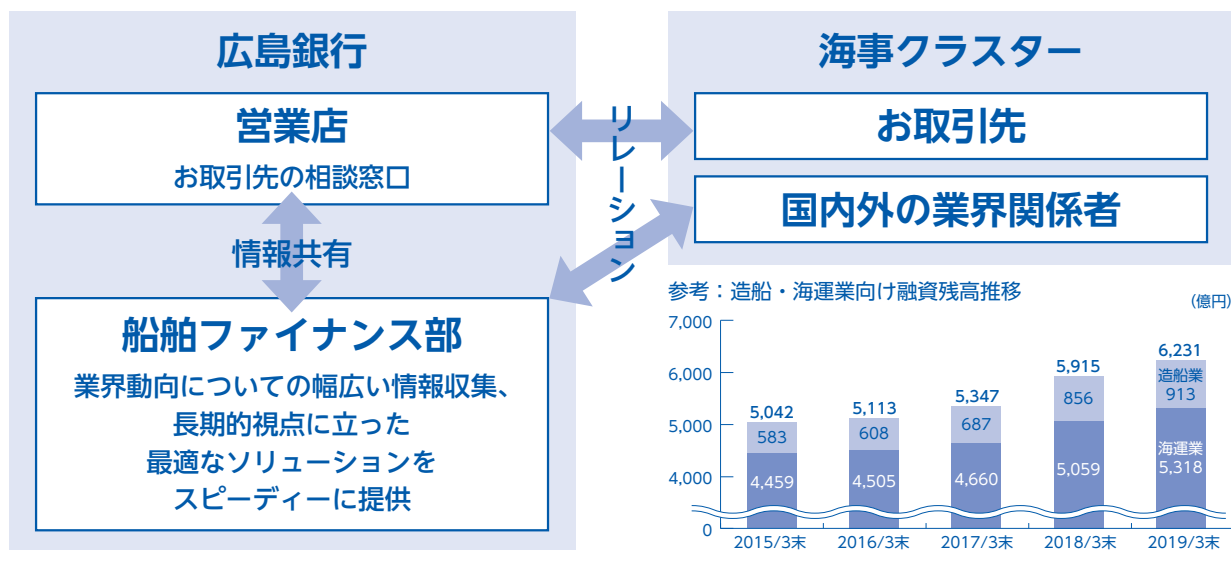 広島銀行
営業店
お取引先の相談窓口
情報共有
船舶ファイナンス部
業界動向についての幅広い情報収集、
長期的視点に立った
最適なソリューションを
スピーディーに提供
リレーション
海事クラスター
お取引先
国内外の業界関係者
参考：造船・海運業向け融資残高推移
(億円)
7,000
6,000
5,000
4,000
0
5,042
583
4,459
5,113
608
4,505
5,347
687
4,660
5,915
856
5,059
6,231
造船業
913
海運業
5,318
2015/3末
2016/3末
2017/3末
2018/3末
2019/3末